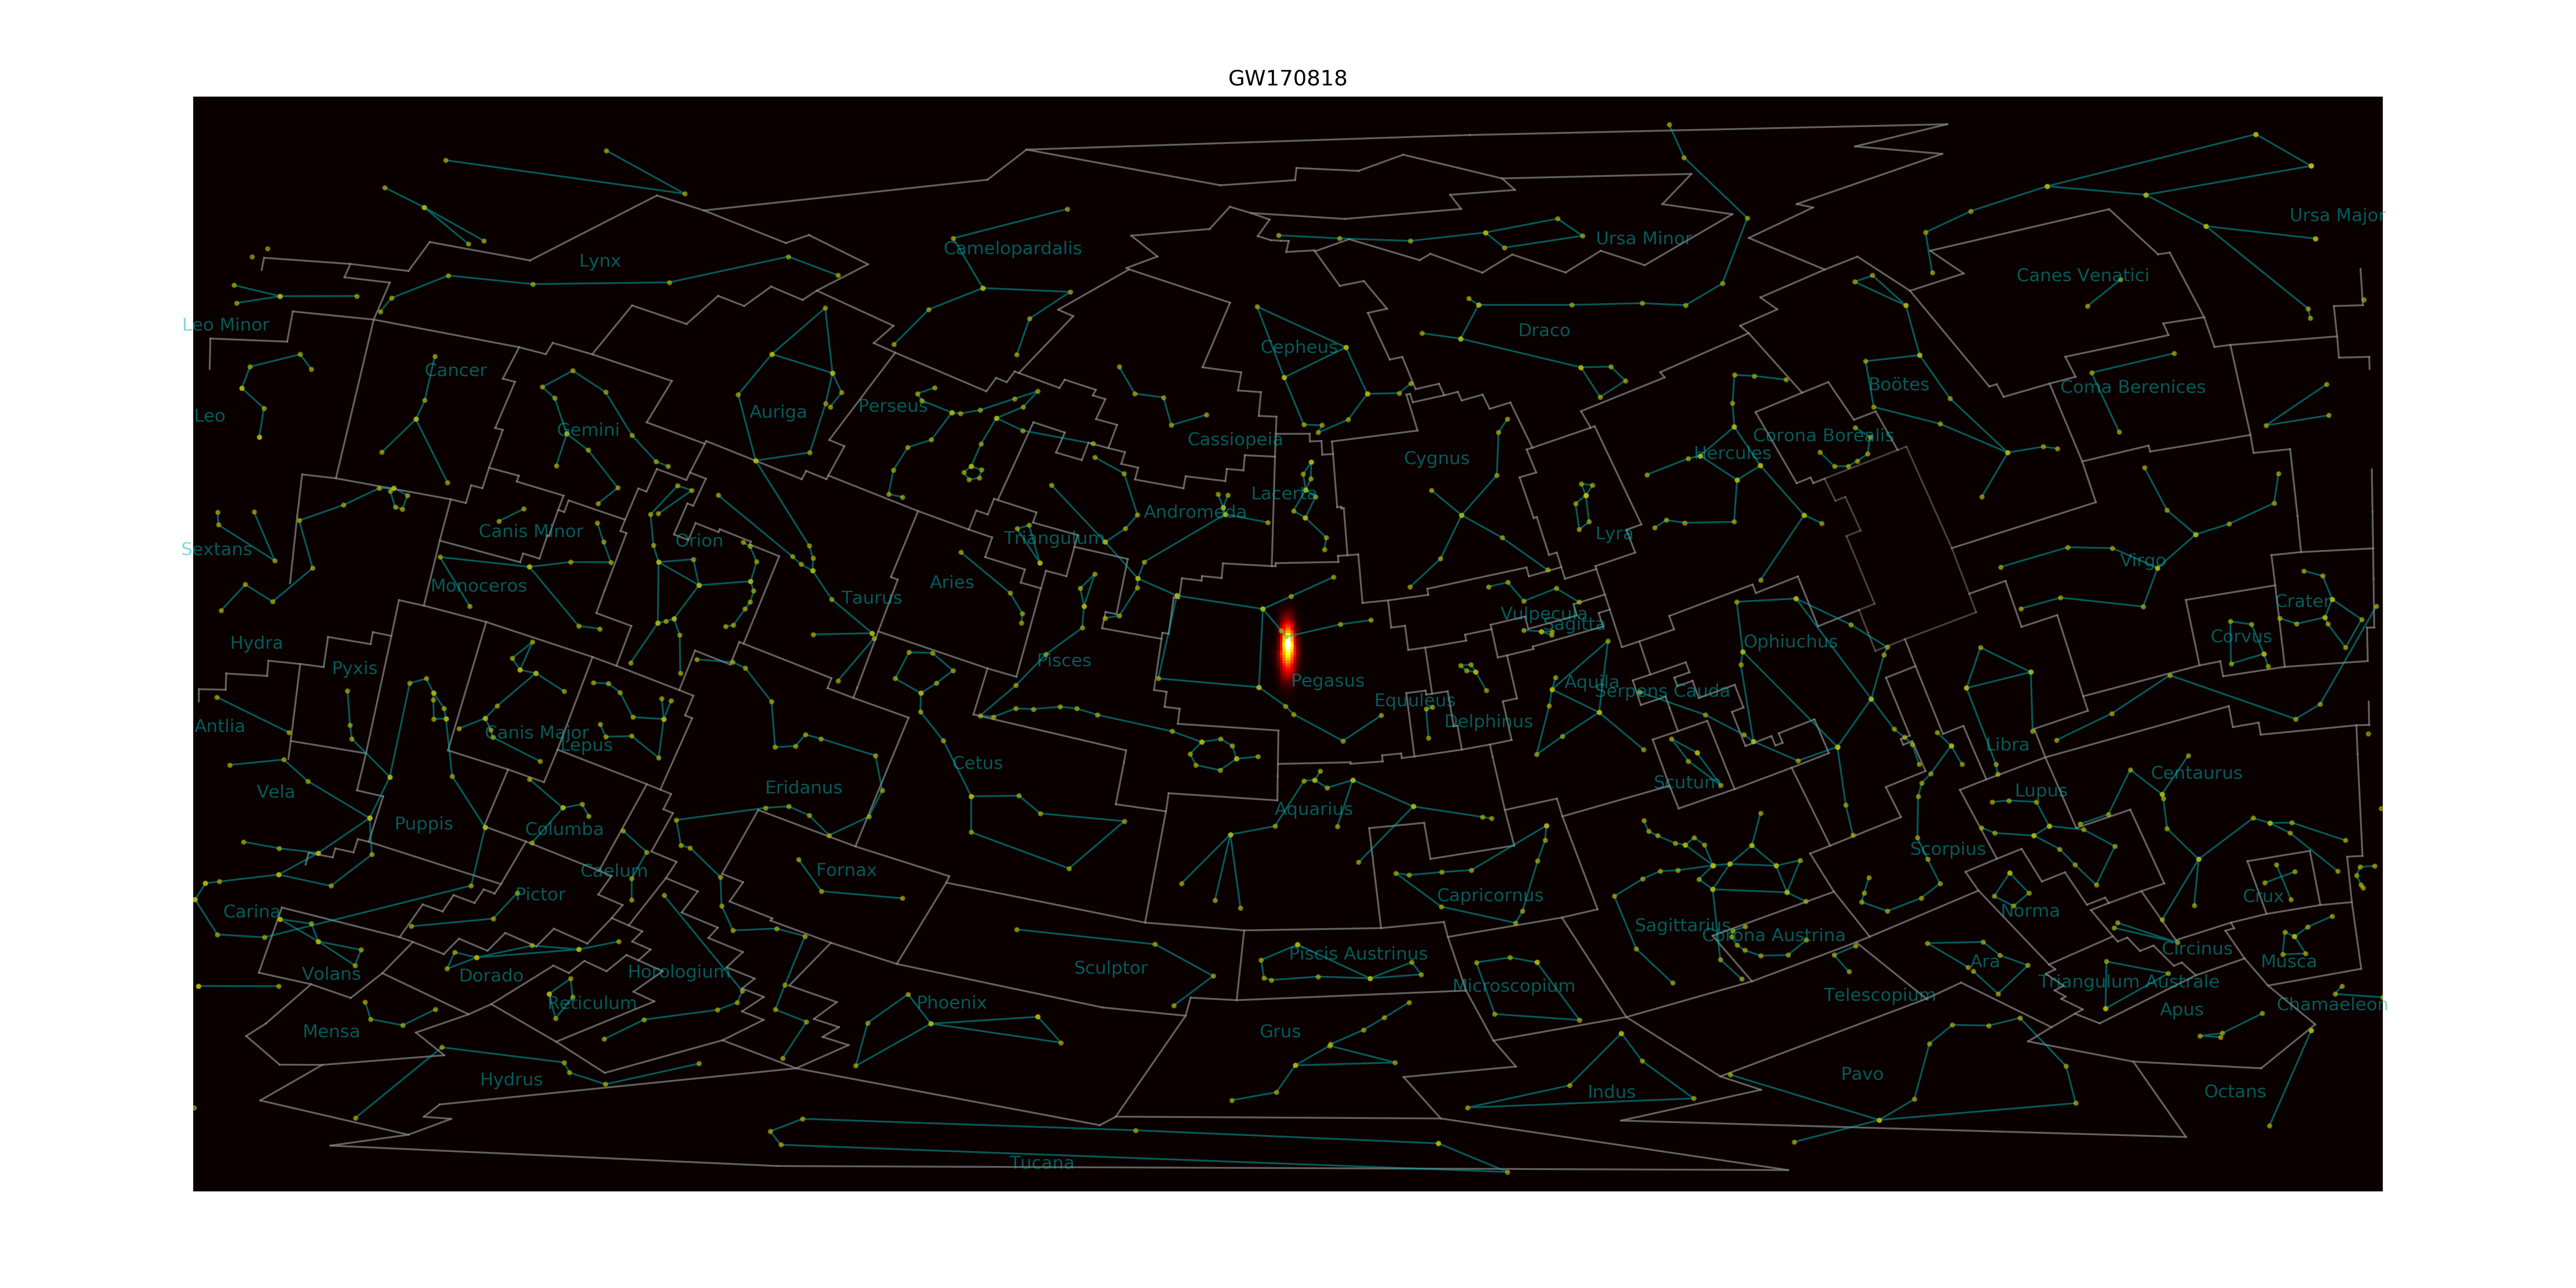 GW170818
Ursa Major
Ursa Minor
Camelopardalis
Lynx
Canes Venatici
Leo Minor
Draco
Cepheus
Cancer
Boötes
Coma Berenices
Perseus
Auriga
Leo
Gemini
Cassiopeia
Corona Borealis
Hercules
Cygnus
Lacerta
Andromeda
Canis Minor
Orion
Triangulum
Lyra
Sextans
Virgo
Monoceros
Aries
Taurus
Crater
Vulpecula
Sagitta
Corvus
Hydra
Ophiuchus
Pisces
Pyxis
Pegasus
Aquila
Serpens Cauda
Equuleus
Delphinus
Antlia
Canis Major
Lepus
Libra
Cetus
Centaurus
Scutum
Eridanus
Vela
Lupus
Aquarius
Puppis
Columba
Scorpius
Caelum
Fornax
Pictor
Capricornus
Crux
Carina
Norma
Sagittarius
Corona Austrina
Circinus
Piscis Austrinus
Ara
Musca
Sculptor
Horologium
Volans
Dorado
Triangulum Australe
Microscopium
Telescopium
Reticulum
Phoenix
Chamaeleon
Apus
Mensa
Grus
Pavo
Hydrus
Indus
Octans
Tucana